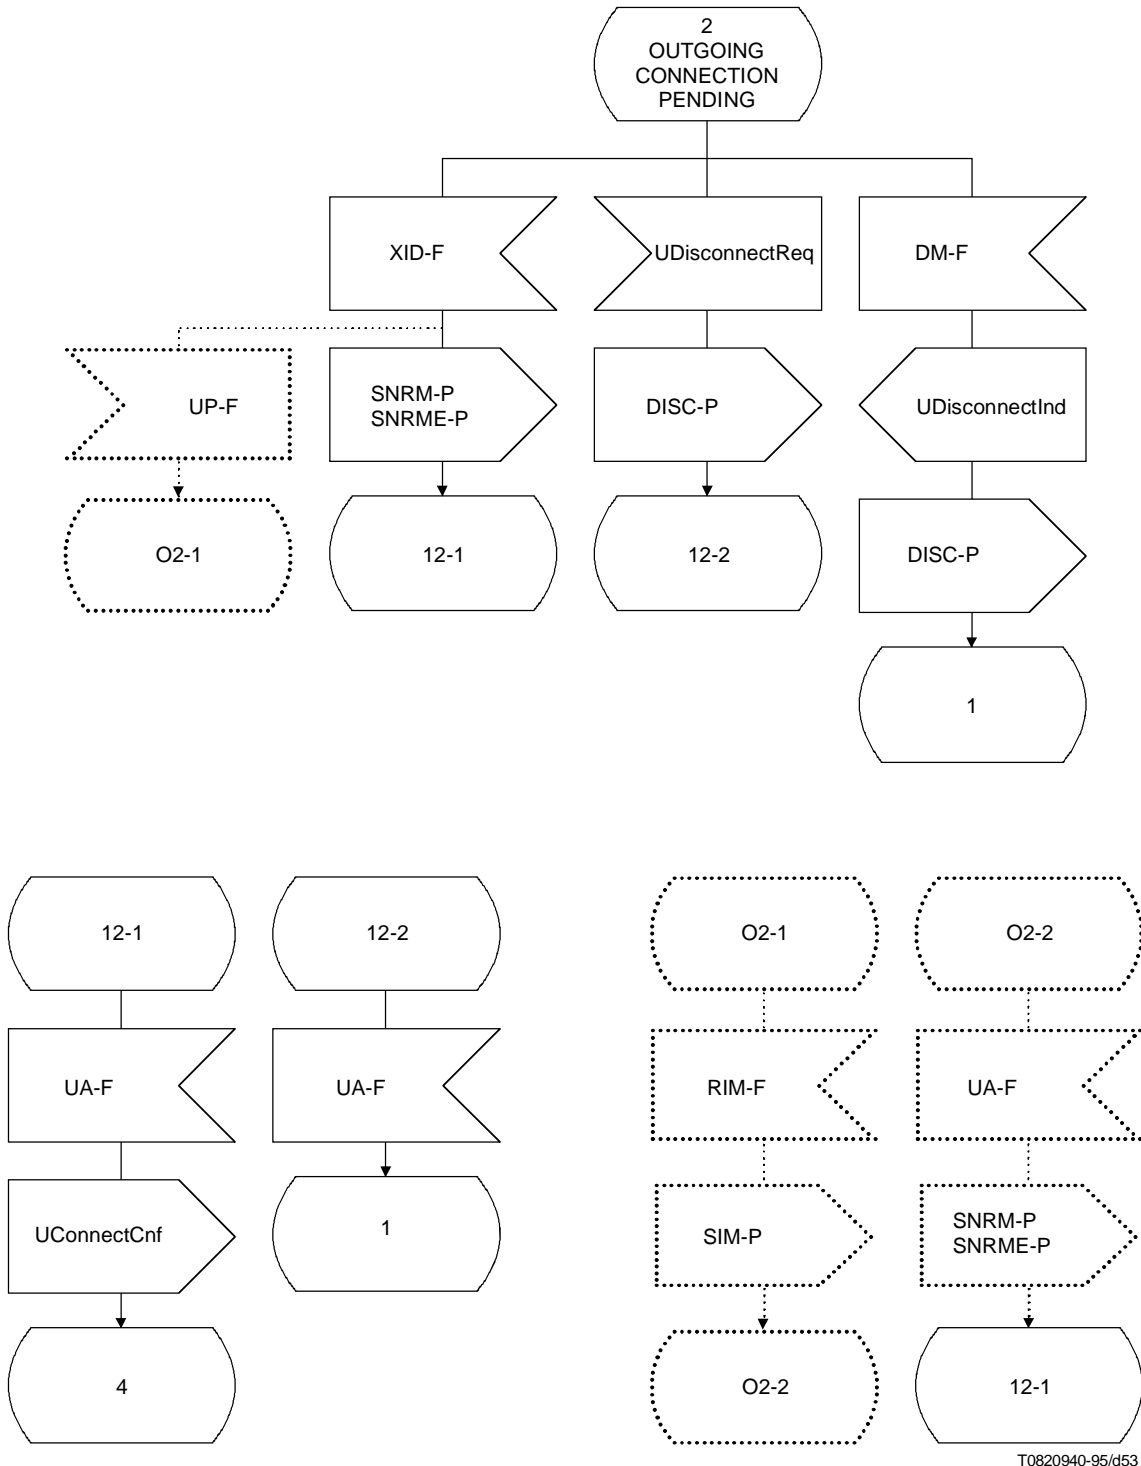 2
OUTGOING
CONNECTION
PENDING
XID-F
UDisconnectReq
DM-F
UP-F
SNRM-P
SNRME-P
DISC-P
UDisconnectInd
O2-1
12-1
12-2
DISC-P
1
12-1
12-2
O2-1
O2-2
UA-F
UA-F
RIM-F
UA-F
UConnectCnf
1
SIM-P
SNRM-P
SNRME-P
4
O2-2
12-1
T0820940-95/d53